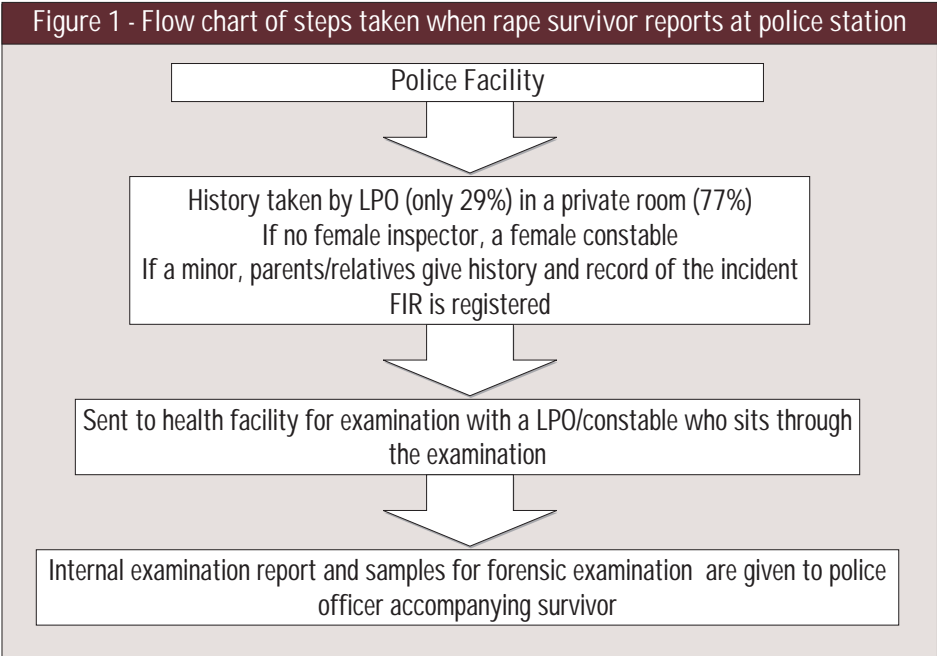 Figure 1 - Flow chart of steps taken when rape survivor reports at police station
Police Facility
History taken by LPO (only 29%) in a private room (77%)
If no female inspector, a female constable
If a minor, parents/relatives give history and record of the incident
FIR is registered
Sent to health facility for examination with a LPO/constable who sits through
the examination
Internal examination report and samples for forensic examination are given to police
officer accompanying survivor